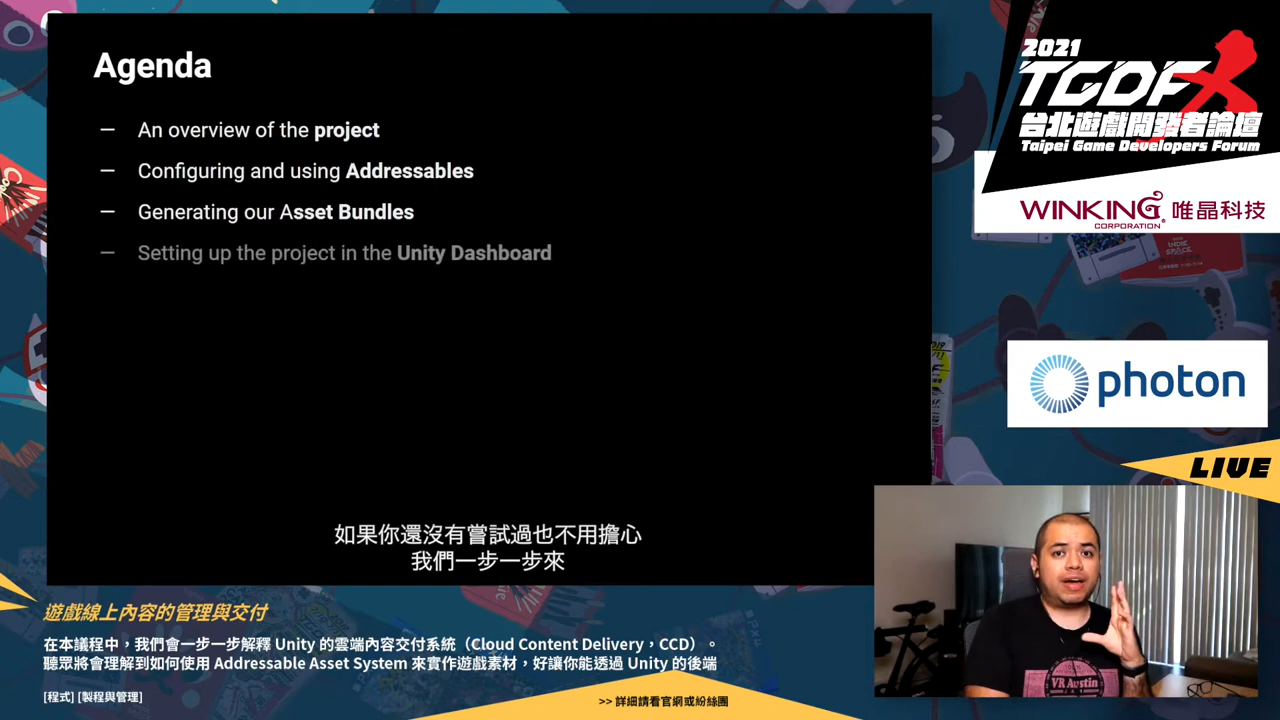 Agenda
— An overview of the project
— Configuring and using Addressables
— Generating our Asset Bundles
— Setting up the project in the Unity Dashboard
如果你還沒有嘗試過也不用擔心
我們一步一步來
2021
TGDF X
台北遊戲開發者論壇
Taipei Game Developers Forum
WINKING 唯晶科技
CORPORATION
photon
LIVE
VR Austin
遊戲線上內容的管理與交付
在本議程中，我們會一步一步解釋 Unity 的雲端內容交付系統（Cloud Content Delivery，CCD）。
聽眾將會理解到如何使用 Addressable Asset System 來實作遊戲素材，好讓你能透過 Unity 的後端
[程式] [製程與管理]
>> 詳細請看官網或粉絲團